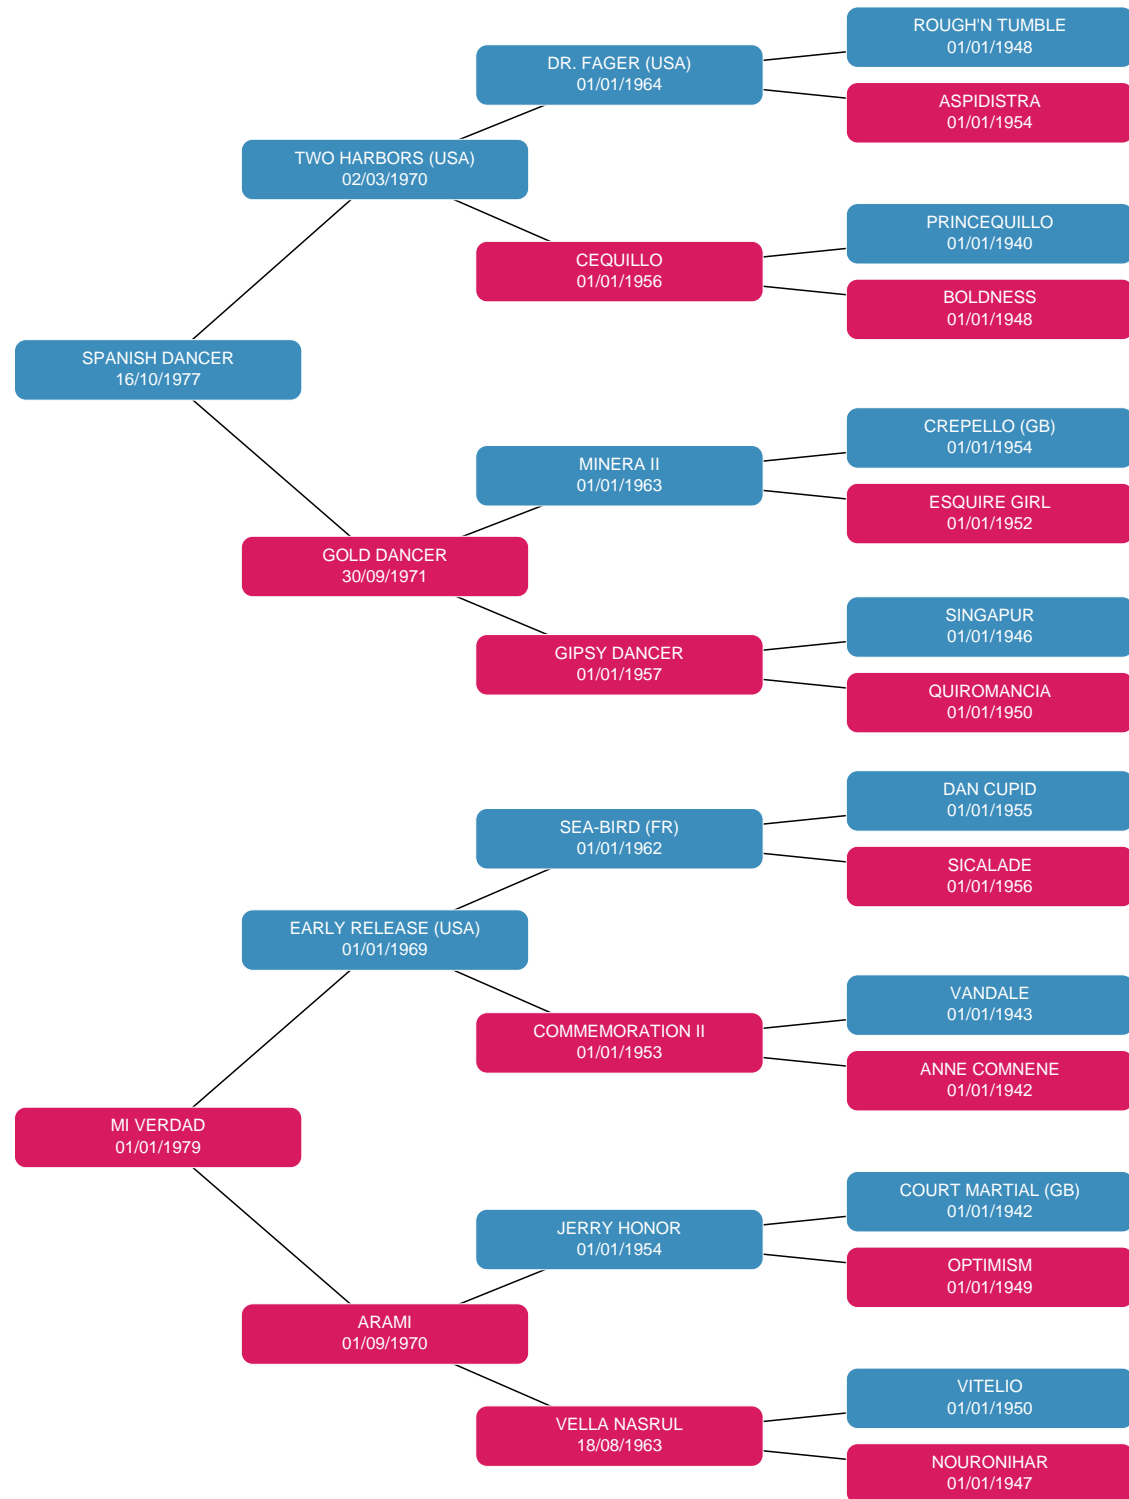 ROUGH'N TUMBLE
01/01/1948
DR. FAGER (USA)
01/01/1964
ASPIDISTRA
01/01/1954
TWO HARBORS (USA)
02/03/1970
PRINCEQUILLO
01/01/1940
CEQUILLO
01/01/1956
BOLDNESS
01/01/1948
SPANISH DANCER
16/10/1977
CREPELLO (GB)
01/01/1954
MINERA II
01/01/1963
ESQUIRE GIRL
01/01/1952
GOLD DANCER
30/09/1971
SINGAPUR
01/01/1946
GIPSY DANCER
01/01/1957
QUIROMANCIA
01/01/1950
DAN CUPID
01/01/1955
SEA-BIRD (FR)
01/01/1962
SICALADE
01/01/1956
EARLY RELEASE (USA)
01/01/1969
VANDALE
01/01/1943
COMMEMORATION II
01/01/1953
ANNE COMNENE
01/01/1942
MI VERDAD
01/01/1979
COURT MARTIAL (GB)
01/01/1942
JERRY HONOR
01/01/1954
OPTIMISM
01/01/1949
ARAMI
01/09/1970
VITELIO
01/01/1950
VELLA NASRUL
18/08/1963
NOURONIHAR
01/01/1947